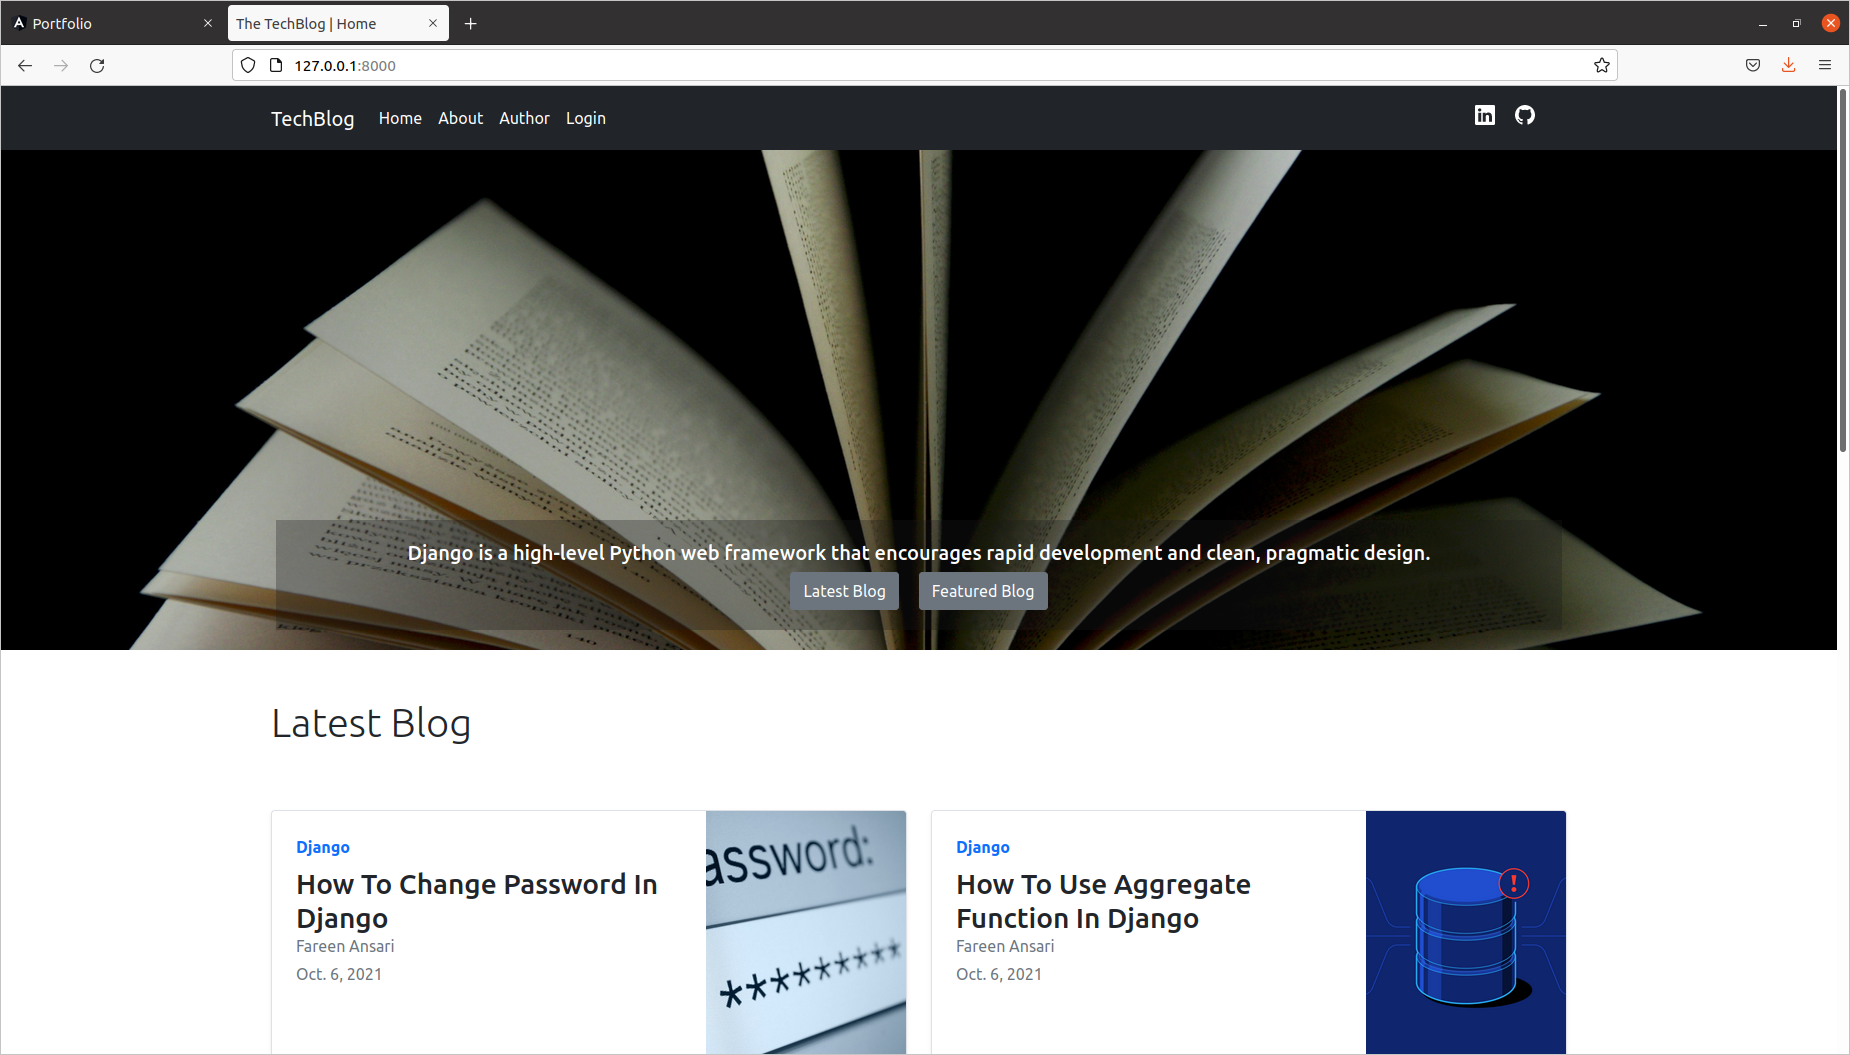 Portfolio
The TechBlog | Home
127.0.0.1:8000
TechBlog Home About Author Login
Django is a high-level Python web framework that encourages rapid development and clean, pragmatic design.
Latest Blog Featured Blog
Latest Blog
Django
How To Change Password In
Django
Fareen Ansari
Oct. 6, 2021
assword:
********
Django
How To Use Aggregate
Function In Django
Fareen Ansari
Oct. 6, 2021